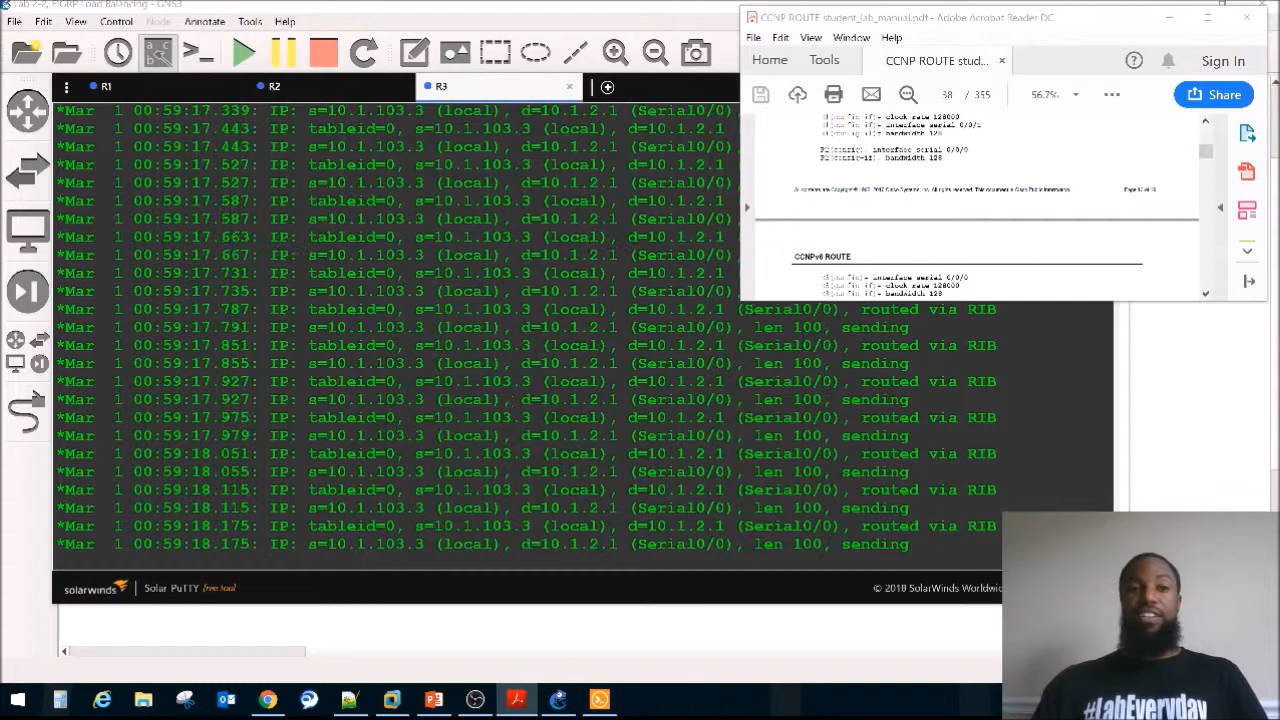 Lab 2-2, EIGRP Load Balancing - GNS3
File Edit View Control Node Annotate Tools Help
R1
R2
R3
*Mar 1 00:59:17.339: IP: s=10.1.103.3 (local), d=10.1.2.1 (Serial0/0)
*Mar 1 00:59:17.443: IP: tableid=0, s=10.1.103.3 (local), d=10.1.2.1
*Mar 1 00:59:17.443: IP: s=10.1.103.3 (local), d=10.1.2.1 (Serial0/0)
*Mar 1 00:59:17.527: IP: tableid=0, s=10.1.103.3 (local), d=10.1.2.1
*Mar 1 00:59:17.527: IP: s=10.1.103.3 (local), d=10.1.2.1 (Serial0/0)
*Mar 1 00:59:17.587: IP: tableid=0, s=10.1.103.3 (local), d=10.1.2.1
*Mar 1 00:59:17.587: IP: s=10.1.103.3 (local), d=10.1.2.1 (Serial0/0)
*Mar 1 00:59:17.663: IP: tableid=0, s=10.1.103.3 (local), d=10.1.2.1
*Mar 1 00:59:17.667: IP: s=10.1.103.3 (local), d=10.1.2.1 (Serial0/0)
*Mar 1 00:59:17.731: IP: tableid=0, s=10.1.103.3 (local), d=10.1.2.1
*Mar 1 00:59:17.735: IP: s=10.1.103.3 (local), d=10.1.2.1 (Serial0/0)
*Mar 1 00:59:17.787: IP: tableid=0, s=10.1.103.3 (local), d=10.1.2.1 (Serial0/0), routed via RIB
*Mar 1 00:59:17.791: IP: s=10.1.103.3 (local), d=10.1.2.1 (Serial0/0), len 100, sending
*Mar 1 00:59:17.851: IP: tableid=0, s=10.1.103.3 (local), d=10.1.2.1 (Serial0/0), routed via RIB
*Mar 1 00:59:17.855: IP: s=10.1.103.3 (local), d=10.1.2.1 (Serial0/0), len 100, sending
*Mar 1 00:59:17.927: IP: tableid=0, s=10.1.103.3 (local), d=10.1.2.1 (Serial0/0), routed via RIB
*Mar 1 00:59:17.927: IP: s=10.1.103.3 (local), d=10.1.2.1 (Serial0/0), len 100, sending
*Mar 1 00:59:17.975: IP: tableid=0, s=10.1.103.3 (local), d=10.1.2.1 (Serial0/0), routed via RIB
*Mar 1 00:59:17.979: IP: s=10.1.103.3 (local), d=10.1.2.1 (Serial0/0), len 100, sending
*Mar 1 00:59:18.051: IP: tableid=0, s=10.1.103.3 (local), d=10.1.2.1 (Serial0/0), routed via RIB
*Mar 1 00:59:18.055: IP: s=10.1.103.3 (local), d=10.1.2.1 (Serial0/0), len 100, sending
*Mar 1 00:59:18.115: IP: tableid=0, s=10.1.103.3 (local), d=10.1.2.1 (Serial0/0), routed via RIB
*Mar 1 00:59:18.115: IP: s=10.1.103.3 (local), d=10.1.2.1 (Serial0/0), len 100, sending
*Mar 1 00:59:18.175: IP: tableid=0, s=10.1.103.3 (local), d=10.1.2.1 (Serial0/0), routed via RIB
*Mar 1 00:59:18.175: IP: s=10.1.103.3 (local), d=10.1.2.1 (Serial0/0), len 100, sending
solarwinds Solar PuTTY free tool
© 2018 SolarWinds Worldwi
CCNP ROUTE student_lab_manual.pdf - Adobe Acrobat Reader DC
File Edit View Window Help
Home Tools CCNP ROUTE stud... Sign In
38 / 355 56.7% Share
clock rate 128000
interface serial 0/0/1
bandwidth 128
interface serial 0/0/0
bandwidth 128
CCNPv6 ROUTE
interface serial 0/0/0
clock rate 128000
bandwidth 128
#LabEveryday